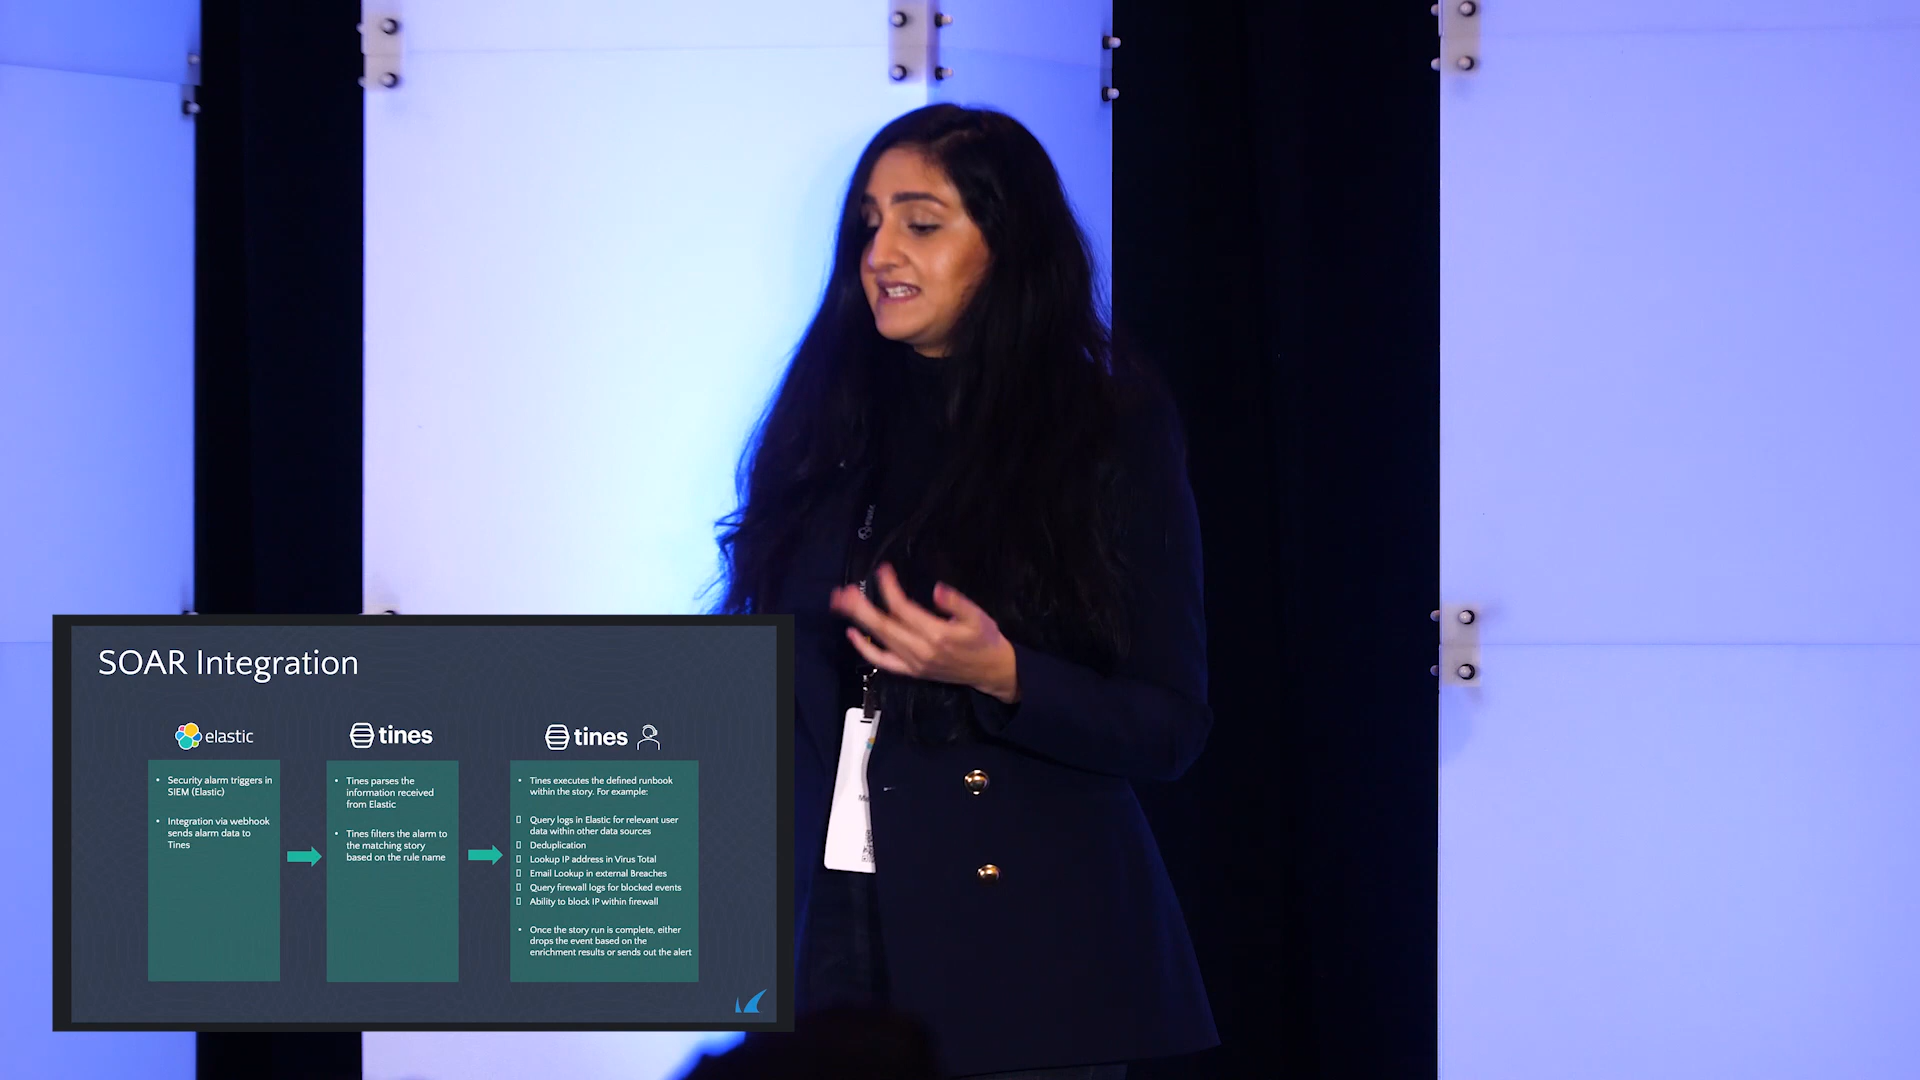 SOAR Integration
elastic
tines
tines
• Security alarm triggers in
SIEM (Elastic)
• Integration via webhook
sends alarm data to
Tines
• Tines parses the
information received
from Elastic
• Tines filters the alarm to
the matching story
based on the rule name
• Tines executes the defined runbook
within the story. For example:
Query logs in Elastic for relevant user
data within other data sources
Deduplication
Lookup IP address in Virus Total
Email Lookup in external Breaches
Query firewall logs for blocked events
Ability to block IP within firewall
• Once the story run is complete, either
drops the event based on the
enrichment results or sends out the alert
elastic